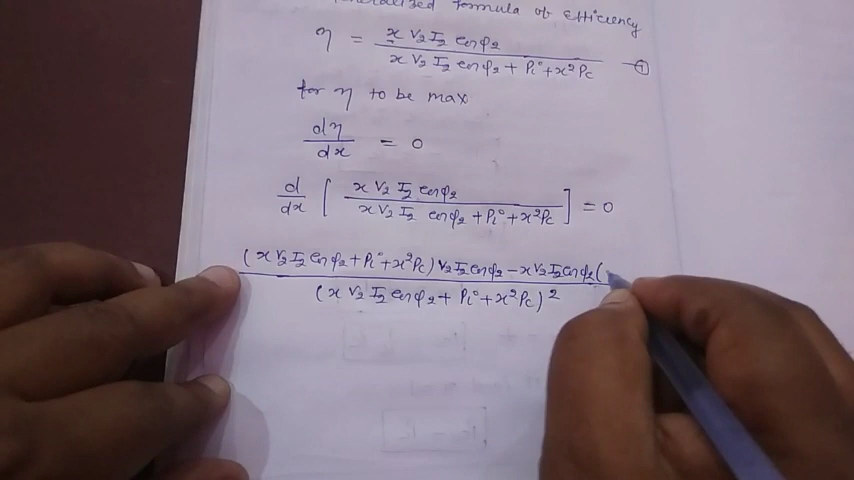 formula of Efficiency
η = x V₂ I₂ cosφ₂ / x V₂ I₂ cosφ₂ + Pi + x²Pc —①
for η to be max
dη/dx = 0
d/dx [ x V₂ I₂ cosφ₂ / x V₂ I₂ cosφ₂ + Pi + x²Pc ] = 0
(x V₂ I₂ cosφ₂ + Pi + x²Pc) V₂ I₂ cosφ₂ − x V₂ I₂ cosφ₂ (
(x V₂ I₂ cosφ₂ + Pi + x²Pc)²